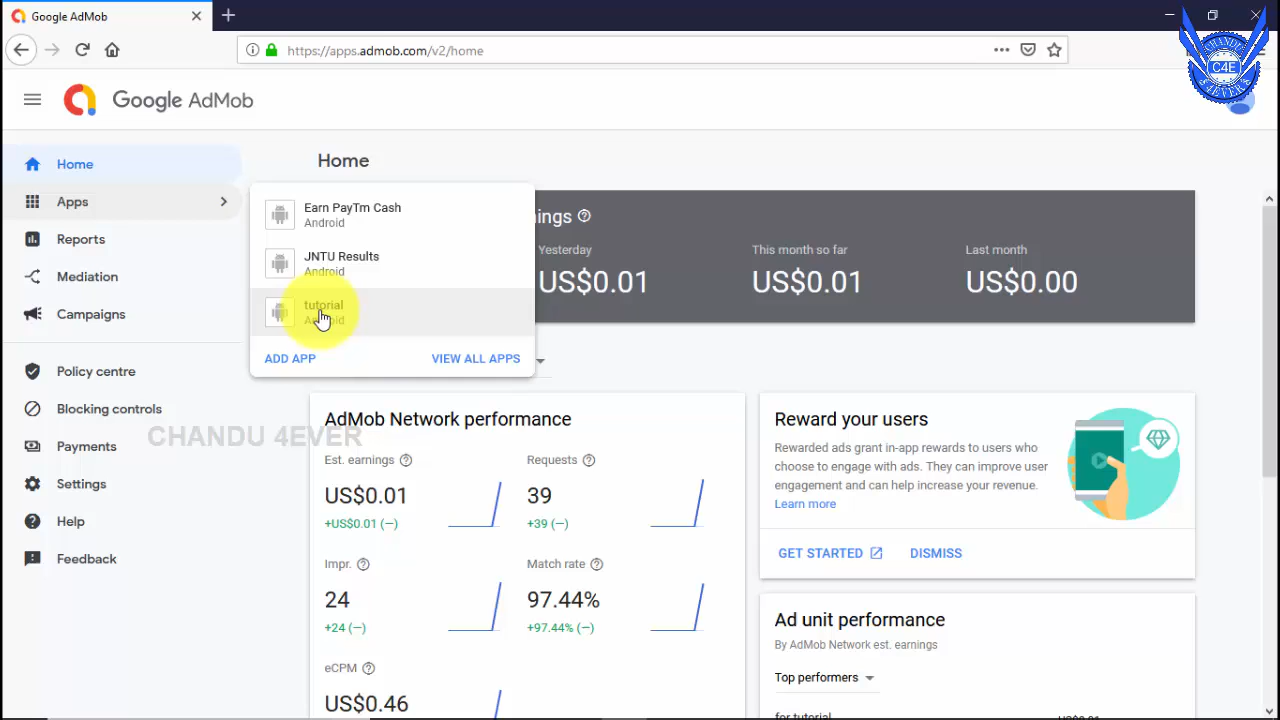 Google AdMob
https://apps.admob.com/v2/home
CHANDU
C4E
4EVER'S
Google AdMob
Home
Apps
Reports
Mediation
Campaigns
Policy centre
Blocking controls
Payments
Settings
Help
Feedback
Home
Earn PayTm Cash
Android
JNTU Results
Android
tutorial
Android
ADD APP
VIEW ALL APPS
Yesterday
US$0.01
This month so far
US$0.01
Last month
US$0.00
AdMob Network performance
CHANDU 4EVER
Est. earnings
US$0.01
+US$0.01 (—)
Requests
39
+39 (—)
Impr.
24
+24 (—)
Match rate
97.44%
+97.44% (—)
eCPM
US$0.46
Reward your users
Rewarded ads grant in-app rewards to users who
choose to engage with ads. They can improve user
engagement and can help increase your revenue.
Learn more
GET STARTED
DISMISS
Ad unit performance
By AdMob Network est. earnings
Top performers
for tutorial